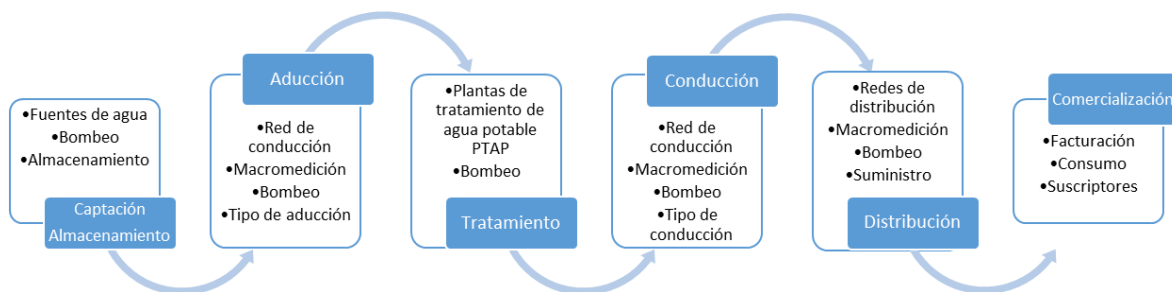 •Fuentes de agua
•Bombeo
•Almacenamiento
Captación
Almacenamiento
Aducción
•Red de
conducción
•Macromedición
•Bombeo
•Tipo de aducción
•Plantas de
tratamiento de
agua potable
PTAP
•Bombeo
Tratamiento
Conducción
•Red de
conducción
•Macromedición
•Bombeo
•Tipo de
conducción
•Redes de
distribución
•Macromedición
•Bombeo
•Suministro
Distribución
Comercialización
•Facturación
•Consumo
•Suscriptores